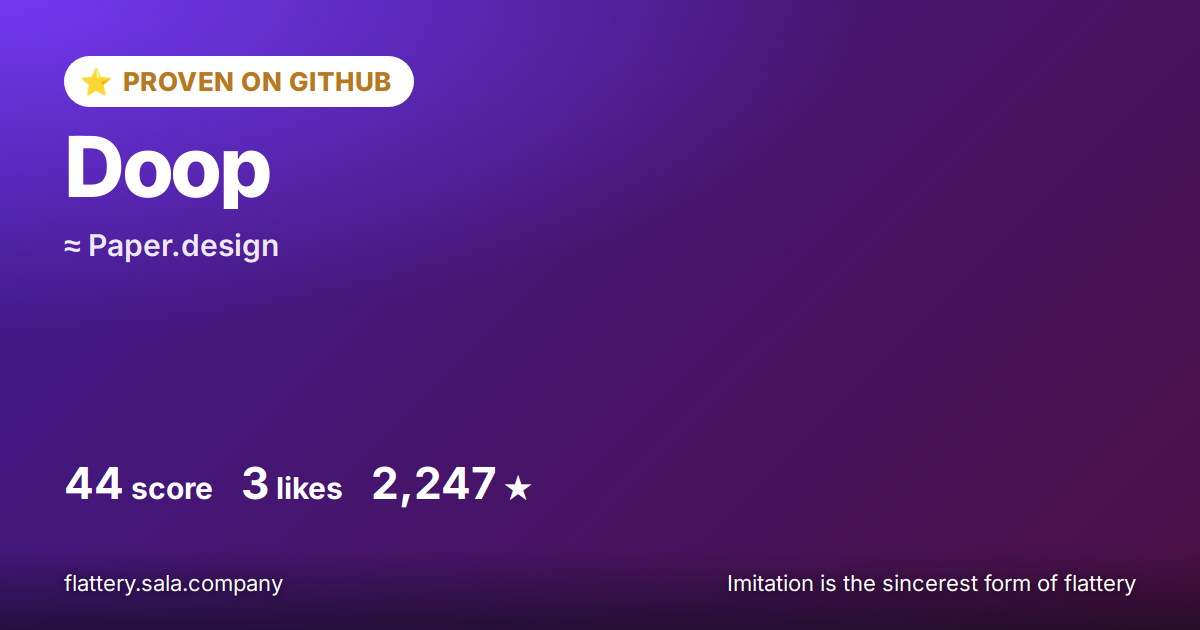 ⭐ PROVEN ON GITHUB
Doop
≈ Paper.design
44 score 3 likes 2,247 ★
flattery.sala.company
Imitation is the sincerest form of flattery